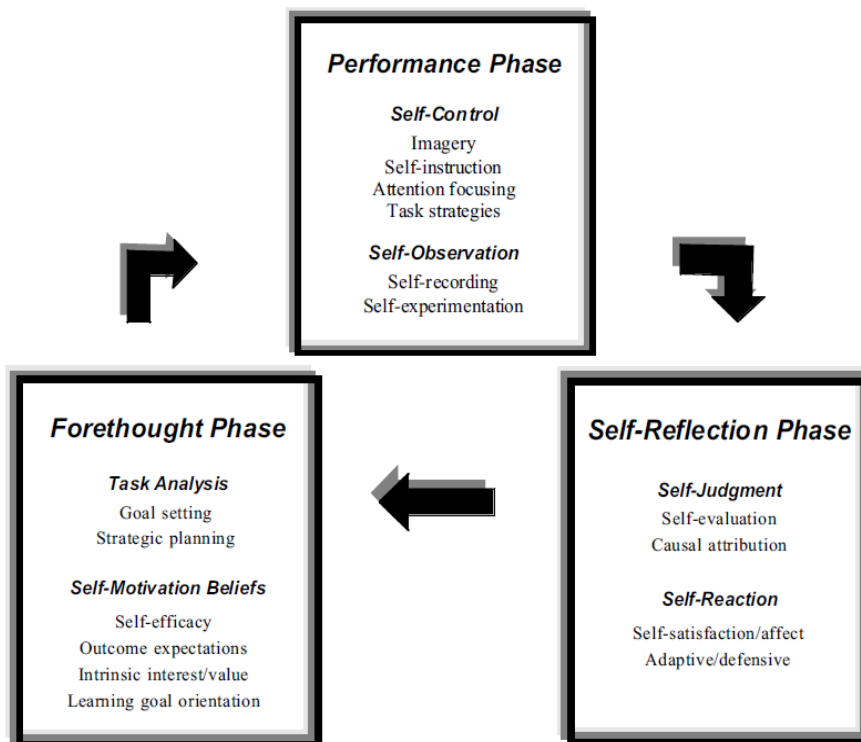 Performance Phase
Self-Control
Imagery
Self-instruction
Attention focusing
Task strategies
Self-Observation
Self-recording
Self-experimentation
Forethought Phase
Task Analysis
Goal setting
Strategic planning
Self-Motivation Beliefs
Self-efficacy
Outcome expectations
Intrinsic interest/value
Learning goal orientation
Self-Reflection Phase
Self-Judgment
Self-evaluation
Causal attribution
Self-Reaction
Self-satisfaction/affect
Adaptive/defensive